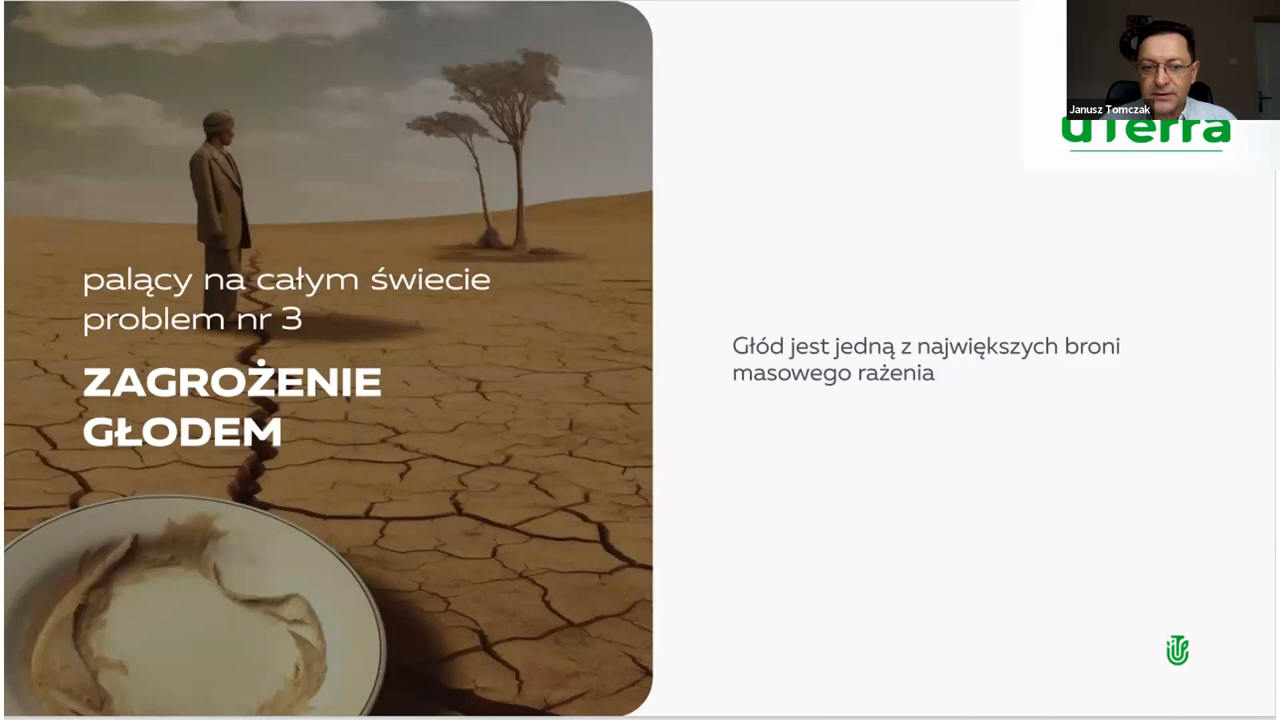 palący na całym świecie
problem nr 3
ZAGROŻENIE
GŁODEM
Głód jest jedną z największych broni
masowego rażenia
Janusz Tomczak
uTerra